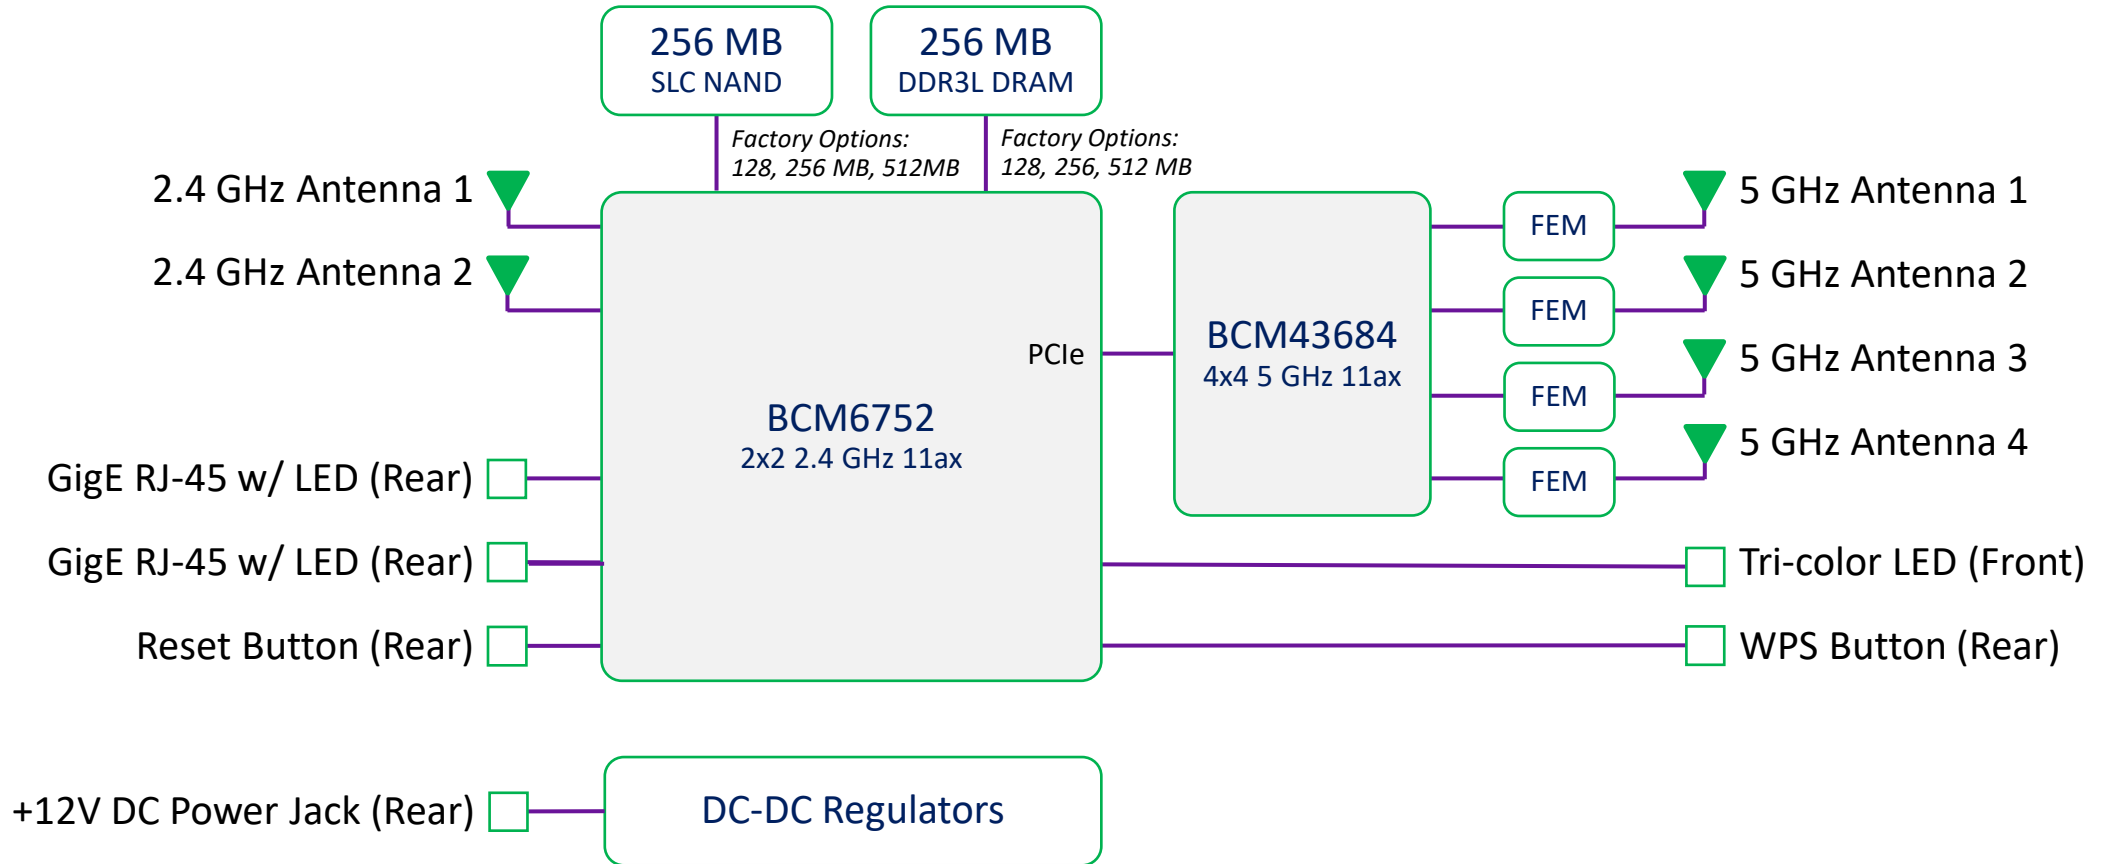 256 MB
SLC NAND
256 MB
DDR3L DRAM
Factory Options:
128, 256 MB, 512MB
Factory Options:
128, 256, 512 MB
2.4 GHz Antenna 1
2.4 GHz Antenna 2
GigE RJ-45 w/ LED (Rear)
GigE RJ-45 w/ LED (Rear)
Reset Button (Rear)
BCM6752
2x2 2.4 GHz 11ax
PCIe
BCM43684
4x4 5 GHz 11ax
FEM
FEM
FEM
FEM
5 GHz Antenna 1
5 GHz Antenna 2
5 GHz Antenna 3
5 GHz Antenna 4
Tri-color LED (Front)
WPS Button (Rear)
+12V DC Power Jack (Rear)
DC-DC Regulators